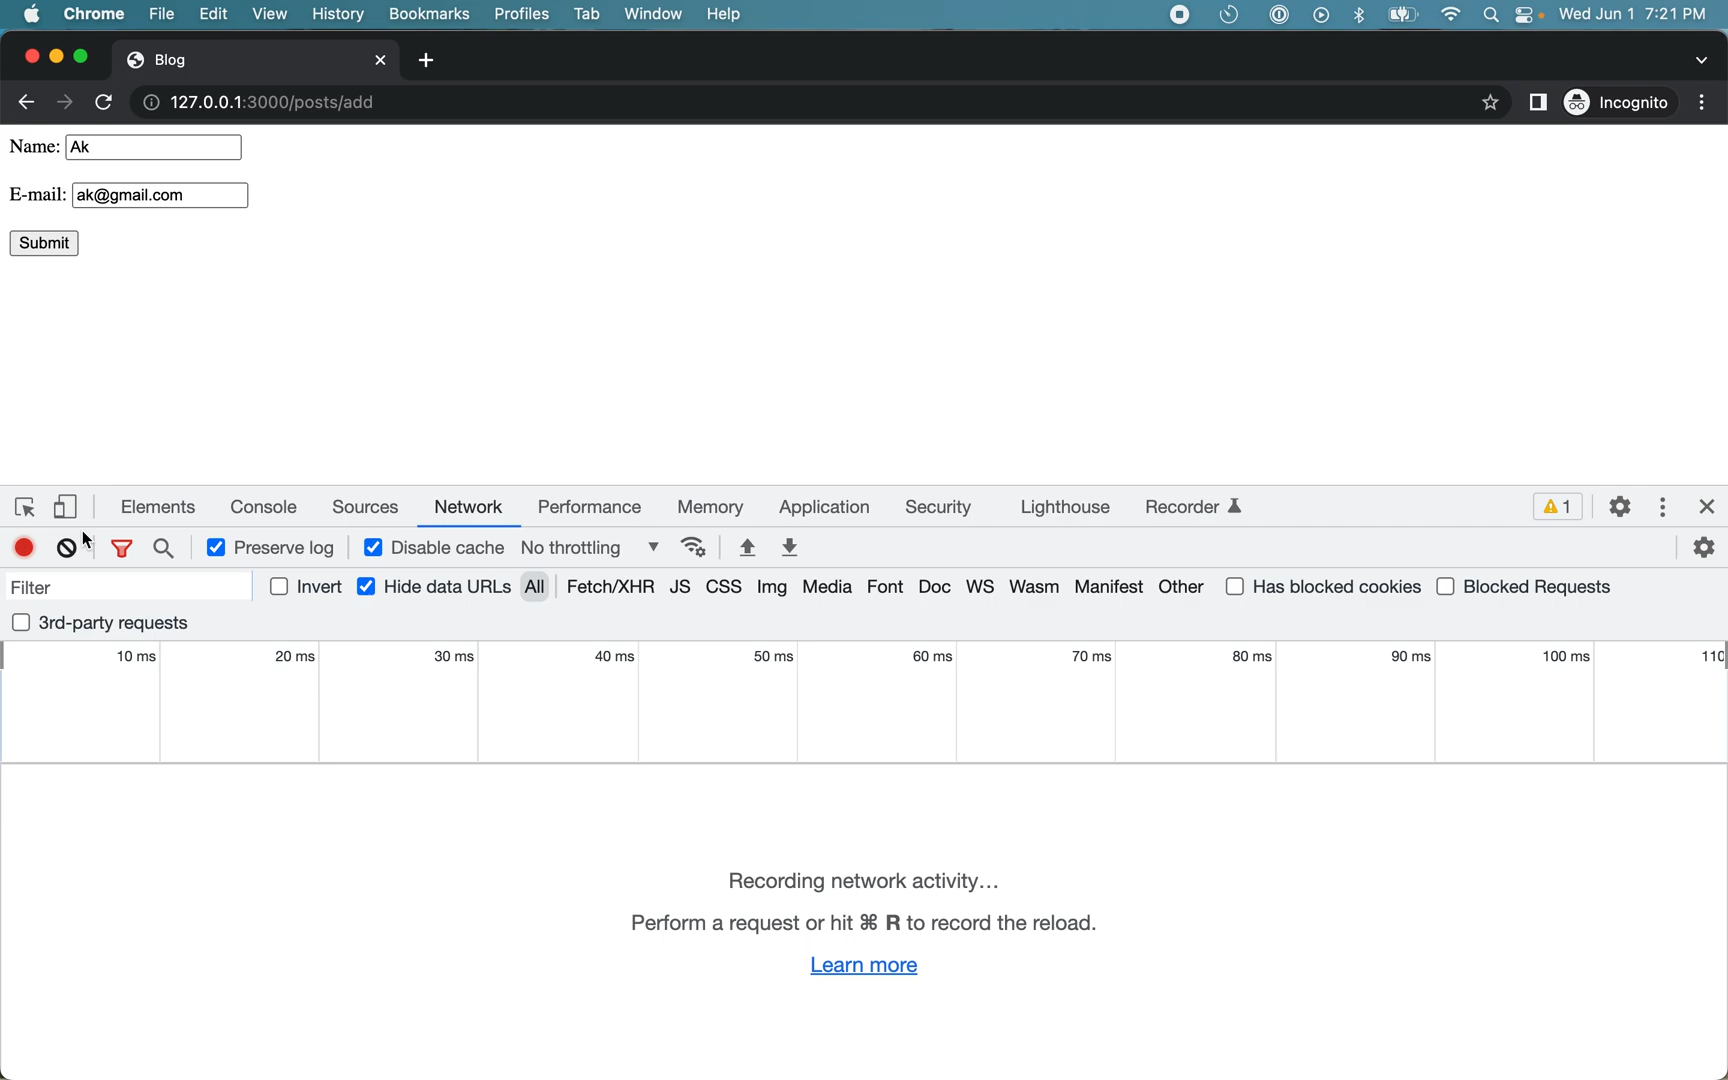 Chrome File Edit View History Bookmarks Profiles Tab Window Help Wed Jun 1 7:21 PM
Blog
127.0.0.1:3000/posts/add Incognito
Name: Ak
E-mail: ak@gmail.com
Submit
Elements Console Sources Network Performance Memory Application Security Lighthouse Recorder 1
Preserve log Disable cache No throttling
Filter Invert Hide data URLs All Fetch/XHR JS CSS Img Media Font Doc WS Wasm Manifest Other Has blocked cookies Blocked Requests
3rd-party requests
10 ms 20 ms 30 ms 40 ms 50 ms 60 ms 70 ms 80 ms 90 ms 100 ms 110
Recording network activity…
Perform a request or hit ⌘ R to record the reload.
Learn more